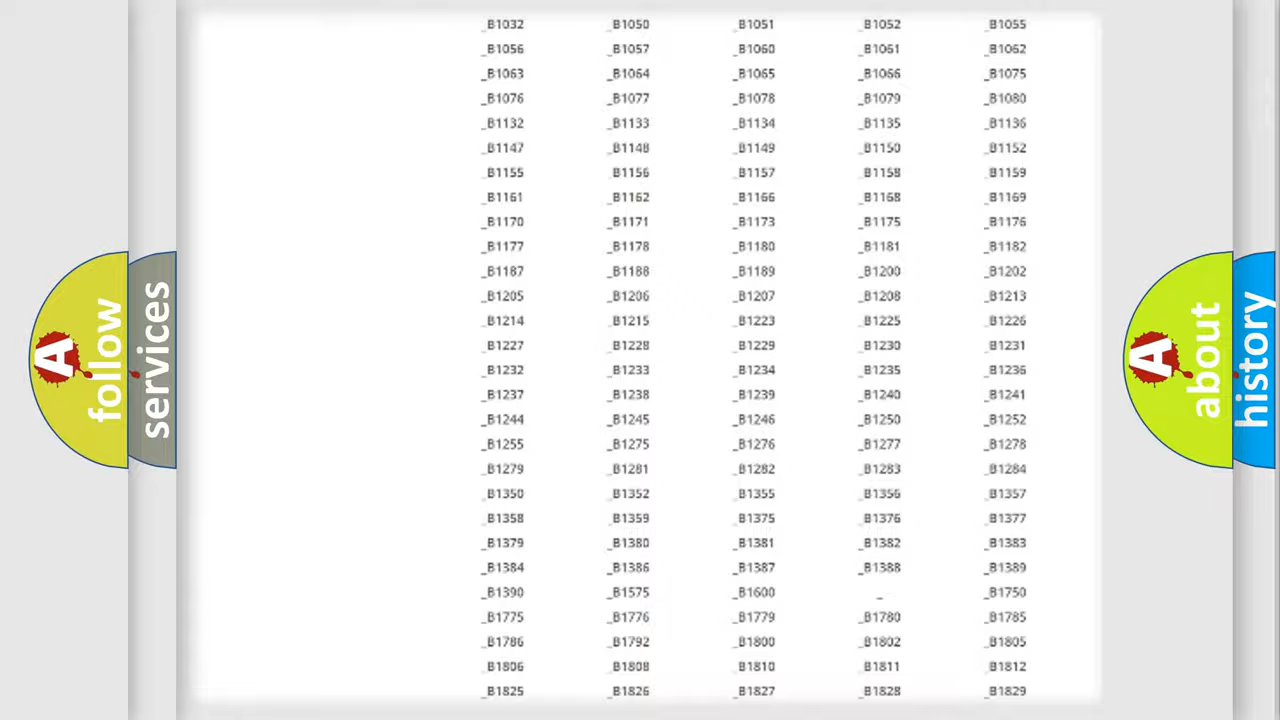 _B1032 _B1050 _B1051 _B1052 _B1055
_B1056 _B1057 _B1060 _B1061 _B1062
_B1063 _B1064 _B1065 _B1066 _B1075
_B1076 _B1077 _B1078 _B1079 _B1080
_B1132 _B1133 _B1134 _B1135 _B1136
_B1147 _B1148 _B1149 _B1150 _B1152
_B1155 _B1156 _B1157 _B1158 _B1159
_B1161 _B1162 _B1166 _B1168 _B1169
_B1170 _B1171 _B1173 _B1175 _B1176
_B1177 _B1178 _B1180 _B1181 _B1182
_B1187 _B1188 _B1189 _B1200 _B1202
_B1205 _B1206 _B1207 _B1208 _B1213
_B1214 _B1215 _B1223 _B1225 _B1226
_B1227 _B1228 _B1229 _B1230 _B1231
_B1232 _B1233 _B1234 _B1235 _B1236
_B1237 _B1238 _B1239 _B1240 _B1241
_B1244 _B1245 _B1246 _B1250 _B1252
_B1255 _B1275 _B1276 _B1277 _B1278
_B1279 _B1281 _B1282 _B1283 _B1284
_B1350 _B1352 _B1355 _B1356 _B1357
_B1358 _B1359 _B1375 _B1376 _B1377
_B1379 _B1380 _B1381 _B1382 _B1383
_B1384 _B1386 _B1387 _B1388 _B1389
_B1390 _B1575 _B1600 _ _B1750
_B1775 _B1776 _B1779 _B1780 _B1785
_B1786 _B1792 _B1800 _B1802 _B1805
_B1806 _B1808 _B1810 _B1811 _B1812
_B1825 _B1826 _B1827 _B1828 _B1829
A
follow
services
A
about
history